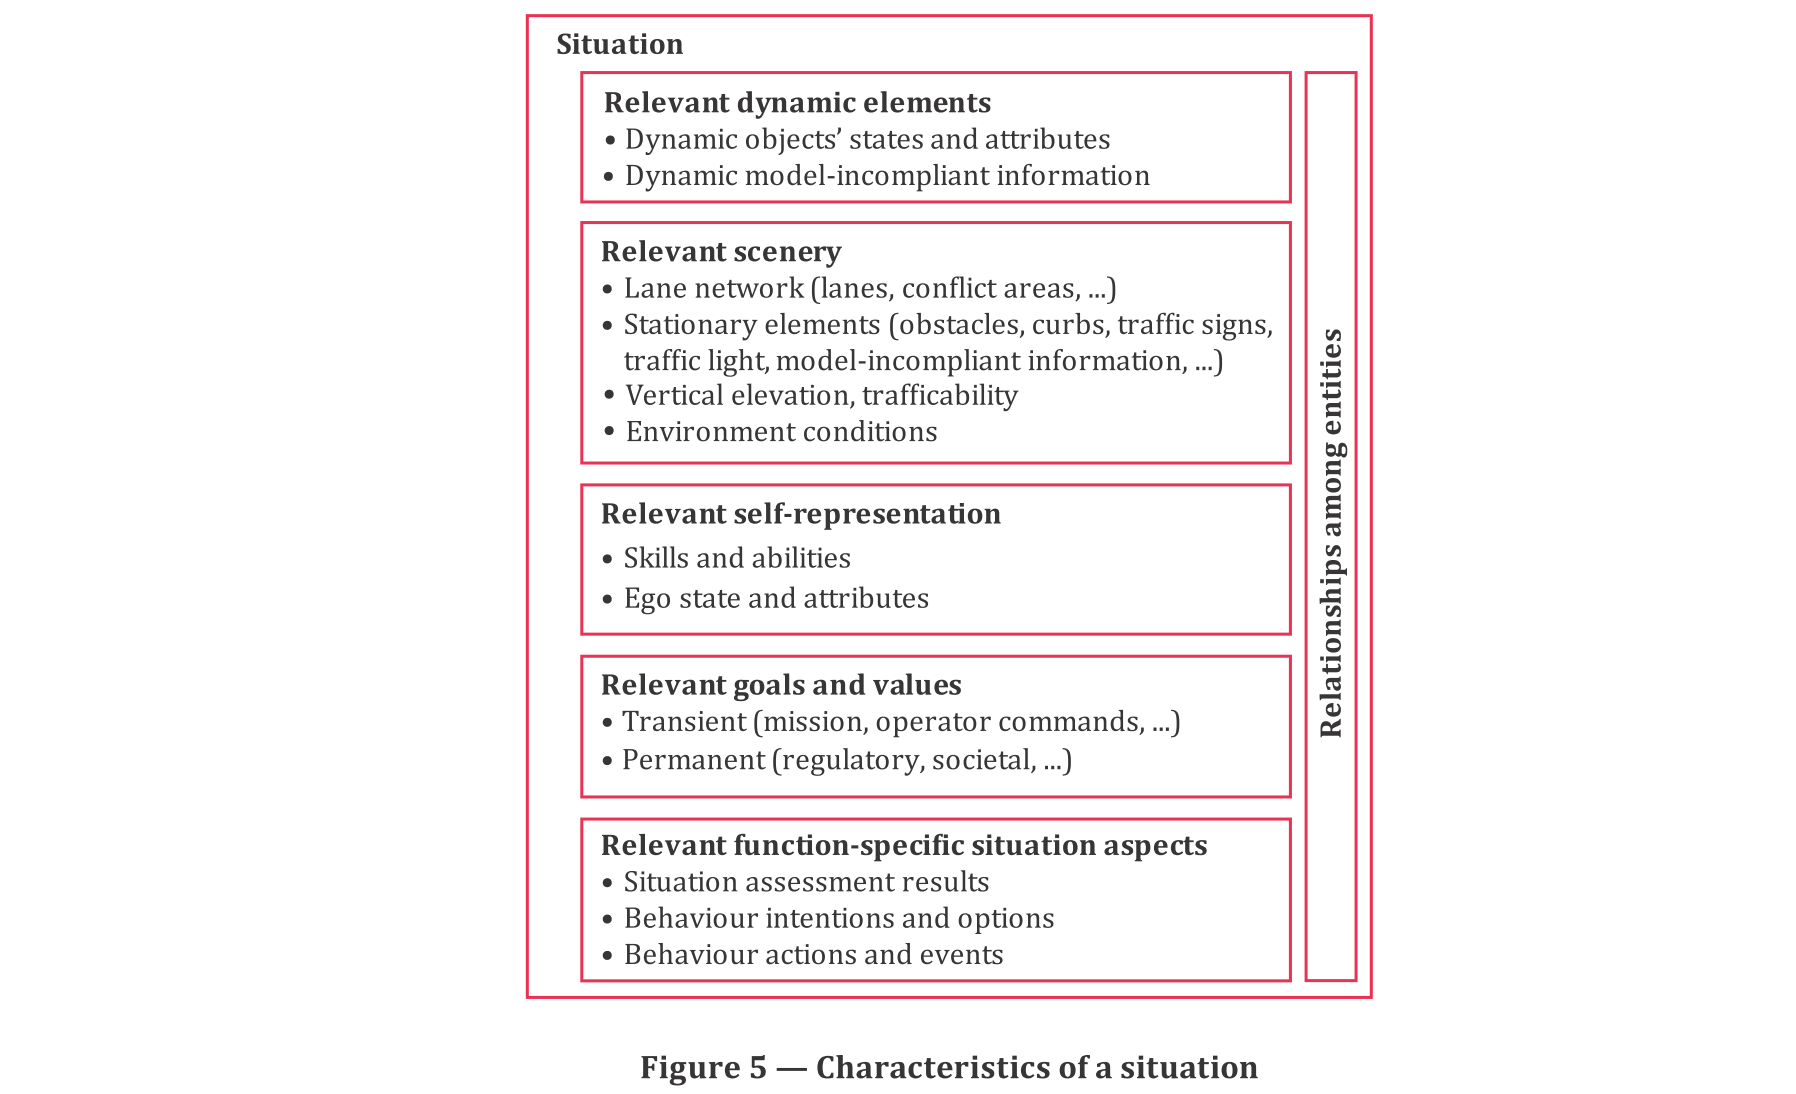 Situation
Relevant dynamic elements
• Dynamic objects’ states and attributes
• Dynamic model-incompliant information
Relevant scenery
• Lane network (lanes, conflict areas, ...)
• Stationary elements (obstacles, curbs, traffic signs,
traffic light, model-incompliant information, ...)
• Vertical elevation, trafficability
• Environment conditions
Relevant self-representation
• Skills and abilities
• Ego state and attributes
Relevant goals and values
• Transient (mission, operator commands, ...)
• Permanent (regulatory, societal, ...)
Relevant function-specific situation aspects
• Situation assessment results
• Behaviour intentions and options
• Behaviour actions and events
Relationships among entities
Figure 5 — Characteristics of a situation